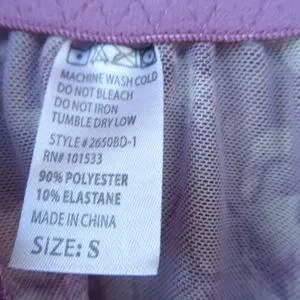 MACHINE WASH COLD
DO NOT BLEACH
DO NOT IRON
TUMBLE DRY LOW
STYLE # 2650BD-1
RN# 101533
90% POLYESTER
10% ELASTANE
MADE IN CHINA
SIZE: S